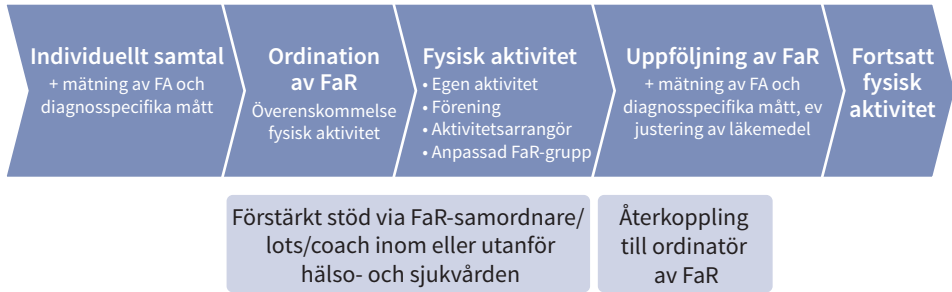 Individuellt samtal
+ mätning av FA och
diagnosspecifika mått
Ordination
av FaR
Överenskommelse
fysisk aktivitet
Fysisk aktivitet
• Egen aktivitet
• Förening
• Aktivitetsarrangör
• Anpassad FaR-grupp
Uppföljning av FaR
+ mätning av FA och
diagnosspecifika mått, ev
justering av läkemedel
Fortsatt
fysisk
aktivitet
Förstärkt stöd via FaR-samordnare/
lots/coach inom eller utanför
hälso- och sjukvården
Återkoppling
till ordinatör
av FaR